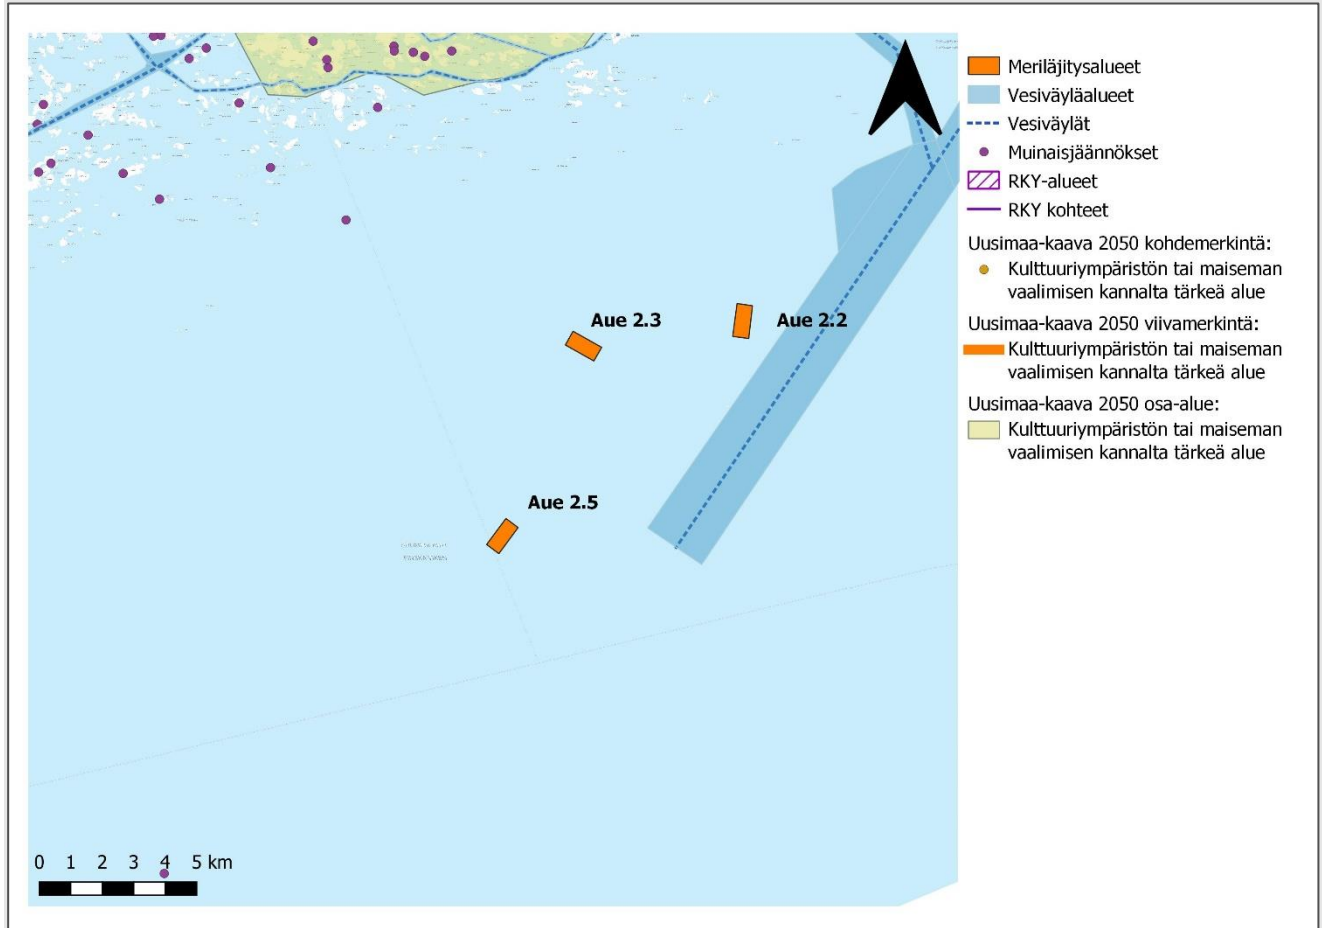 Meriläjitysalueet
Vesiväyläalueet
Vesiväylät
Muinaisjäännökset
RKY-alueet
RKY kohteet
Uusimaa-kaava 2050 kohdemerkintä:
Kulttuuriympäristön tai maiseman
vaalimisen kannalta tärkeä alue
Uusimaa-kaava 2050 viivamerkintä:
Kulttuuriympäristön tai maiseman
vaalimisen kannalta tärkeä alue
Uusimaa-kaava 2050 osa-alue:
Kulttuuriympäristön tai maiseman
vaalimisen kannalta tärkeä alue
Aue 2.3
Aue 2.2
Aue 2.5
0 1 2 3 4 5 km